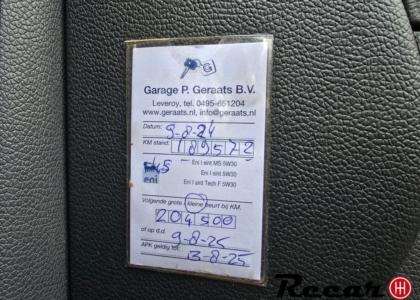 G
Garage P. Geraats B.V.
Leveroy, tel. 0495-651204
www.geraats.nl, info@geraats.nl
Datum: 9-8-24
KM stand: 189572
Eni I sint MS 5W30
Eni I sint 5W30
eni Eni I sint Tech F 5W30
Volgende grote / kleine beurt bij KM.
204500
of op d.d. 9-8-25
APK geldig tot: 13-8-25
Recar H